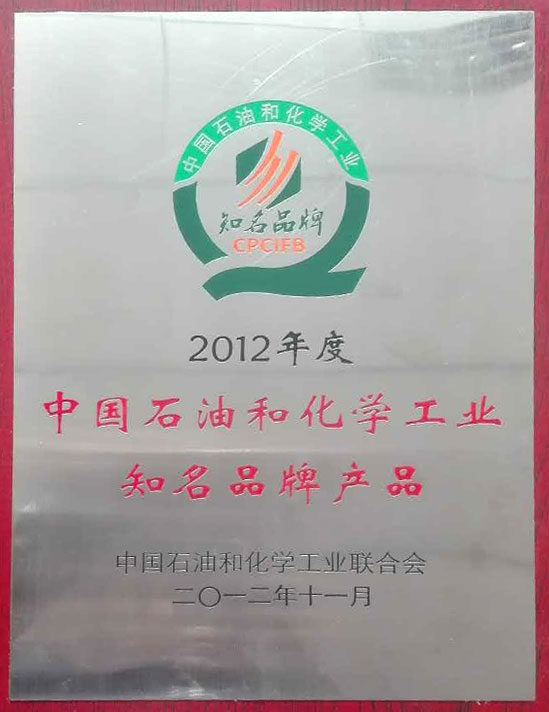 中国石油和化学工业
知名品牌
CPCIFB
2012年度
中国石油和化学工业
知名品牌产品
中国石油和化学工业联合会
二〇一二年十一月